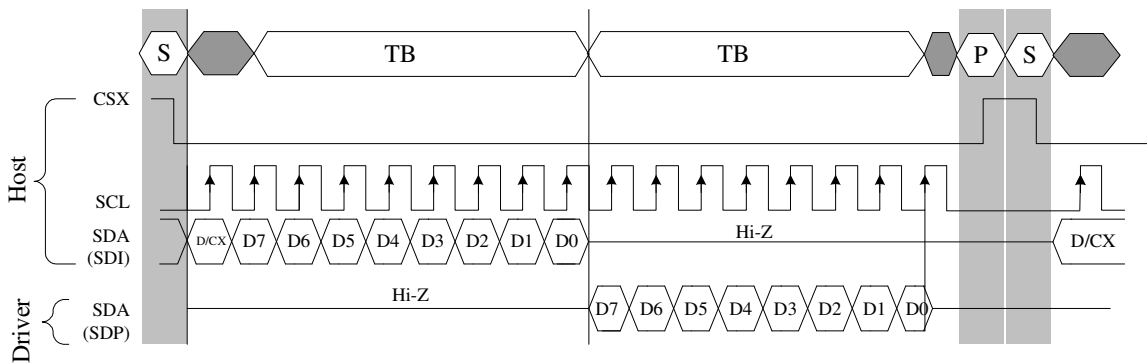 S TB TB P S
CSX
Host
SCL
SDA
(SDI)
D/CX D7 D6 D5 D4 D3 D2 D1 D0 Hi-Z D/CX
Driver
SDA
(SDP)
Hi-Z D7 D6 D5 D4 D3 D2 D1 D0